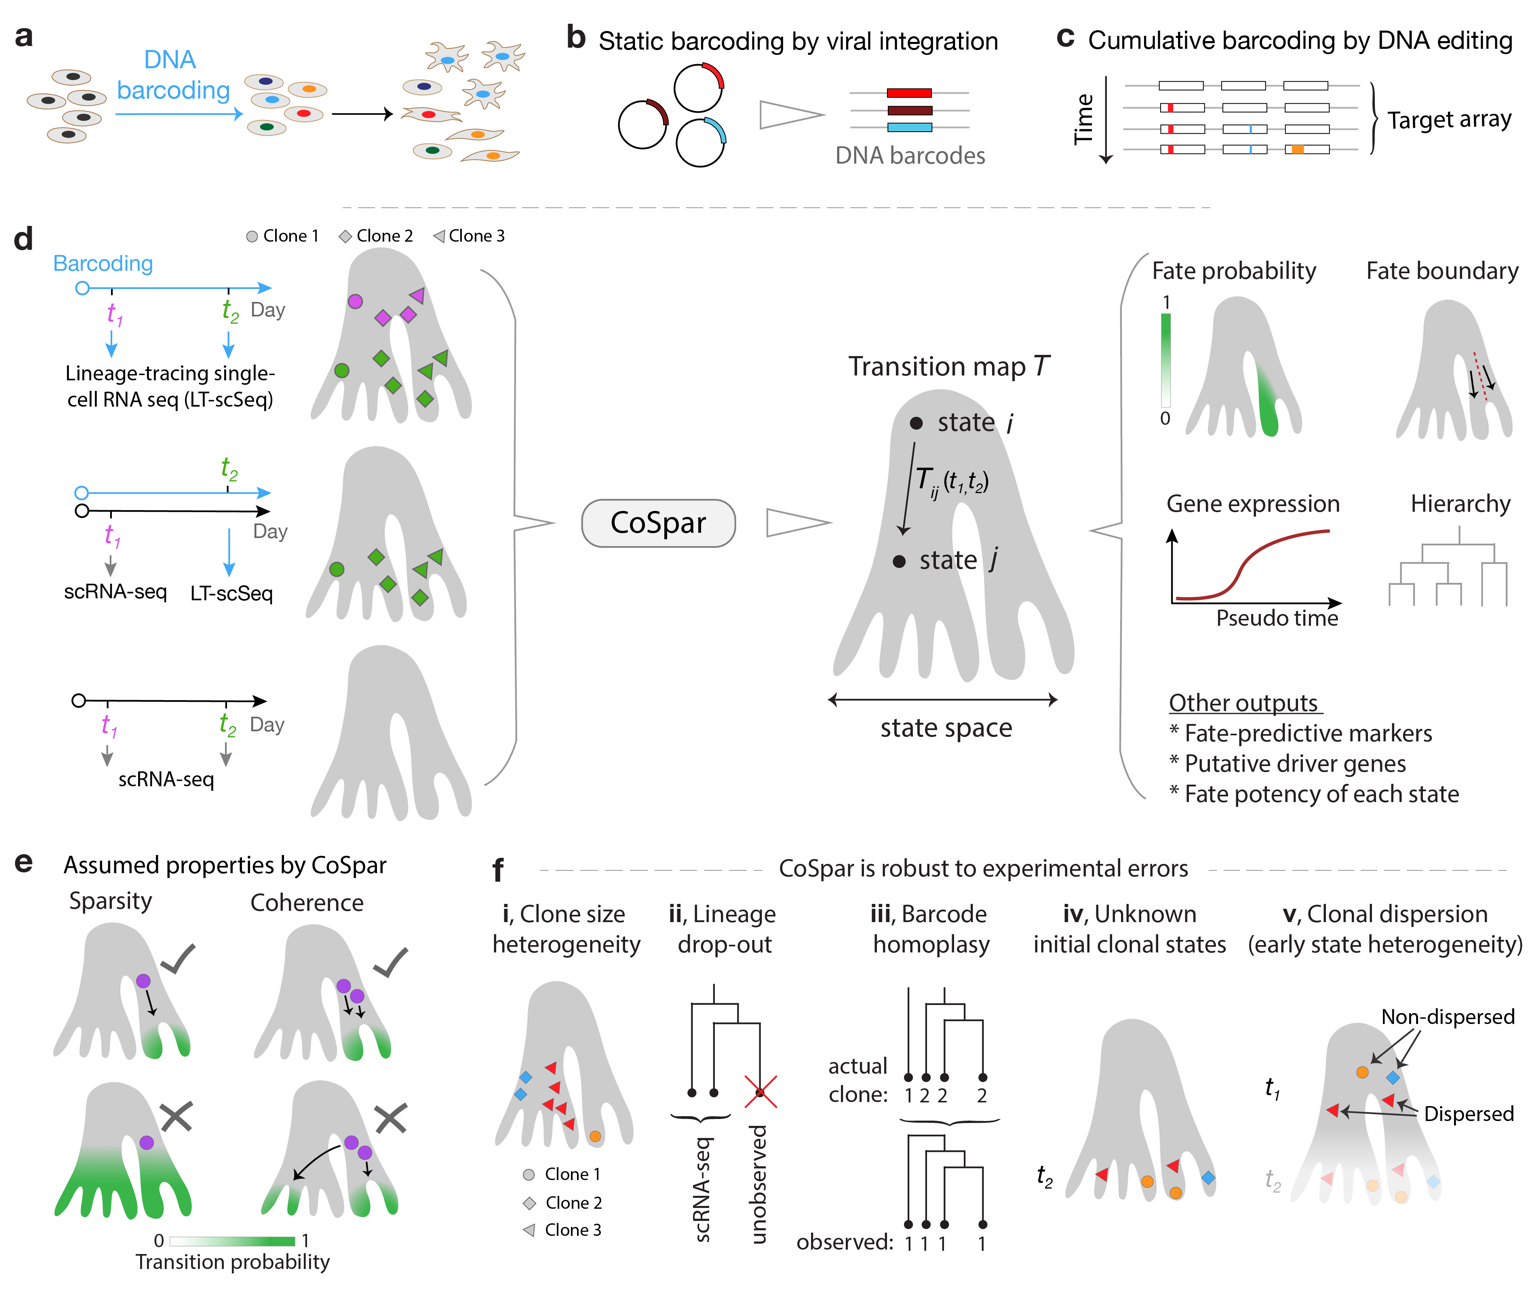 a
DNA
barcoding
b
Static barcoding by viral integration
DNA barcodes
c
Cumulative barcoding by DNA editing
Time
Target array
d
Clone 1
Clone 2
Clone 3
Barcoding
t1
t2
Day
Lineage-tracing single-
cell RNA seq (LT-scSeq)
t2
Day
t1
scRNA-seq
LT-scSeq
t1
t2
Day
scRNA-seq
CoSpar
Transition map T
state i
Tij (t1,t2)
state j
state space
Fate probability
1
0
Fate boundary
Gene expression
Pseudo time
Hierarchy
Other outputs
* Fate-predictive markers
* Putative driver genes
* Fate potency of each state
e
Assumed properties by CoSpar
Sparsity
Coherence
0
1
Transition probability
f
CoSpar is robust to experimental errors
i, Clone size
heterogeneity
Clone 1
Clone 2
Clone 3
ii, Lineage
drop-out
scRNA-seq
unobserved
iii, Barcode
homoplasy
actual
clone: 1 2 2 2
observed: 1 1 1 1
iv, Unknown
initial clonal states
t2
v, Clonal dispersion
(early state heterogeneity)
Non-dispersed
t1
Dispersed
t2